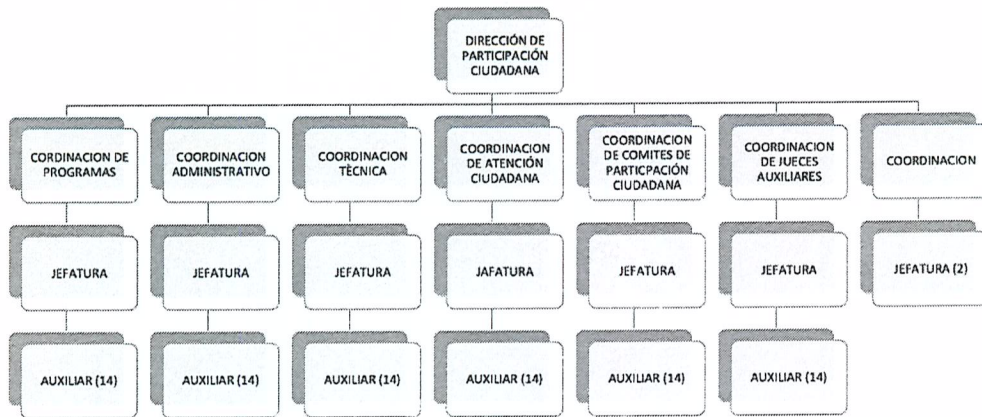 DIRECCIÓN DE
PARTICIPACIÓN
CIUDADANA
CORDINACION DE
PROGRAMAS
COORDINACION
ADMINISTRATIVO
COORDINACION
TÈCNICA
COORDINACION
DE ATENCIÓN
CIUDADANA
COORDINACION
DE COMITES DE
PARTICPACIÓN
CIUDADANA
COORDINACION
DE JUECES
AUXILIARES
COORDINACION
JEFATURA
JEFATURA
JEFATURA
JAFATURA
JEFATURA
JEFATURA
JEFATURA (2)
AUXILIAR (14)
AUXILIAR (14)
AUXILIAR (14)
AUXILIAR (14)
AUXILIAR (14)
AUXILIAR (14)